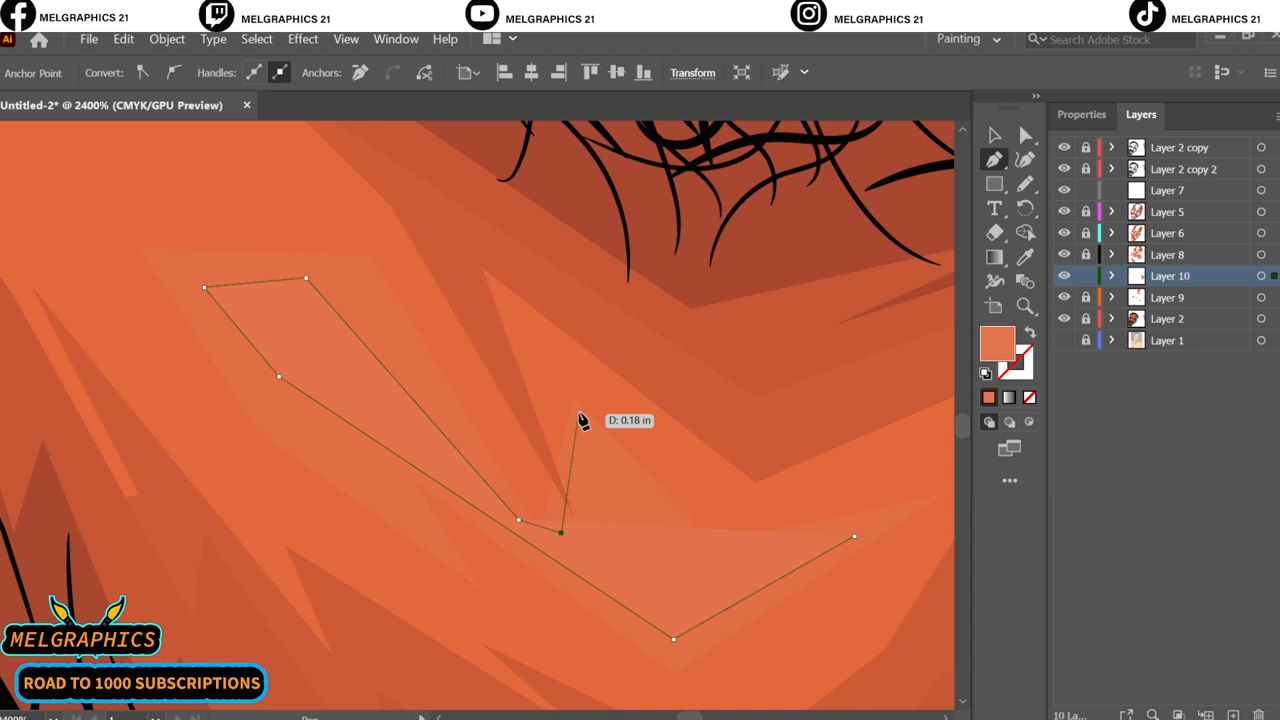 MELGRAPHICS 21
MELGRAPHICS 21
MELGRAPHICS 21
MELGRAPHICS 21
MELGRAPHICS 21
Ai
File Edit Object Type Select Effect View Window Help
Painting
Search Adobe Stock
Anchor Point Convert: Handles: Anchors: Transform
Untitled-2* @ 2400% (CMYK/GPU Preview) ×
Properties Layers
Layer 2 copy
Layer 2 copy 2
Layer 7
Layer 5
Layer 6
Layer 8
Layer 10
Layer 9
Layer 2
Layer 1
D: 0.18 in
MELGRAPHICS
ROAD TO 1000 SUBSCRIPTIONS
10 La...